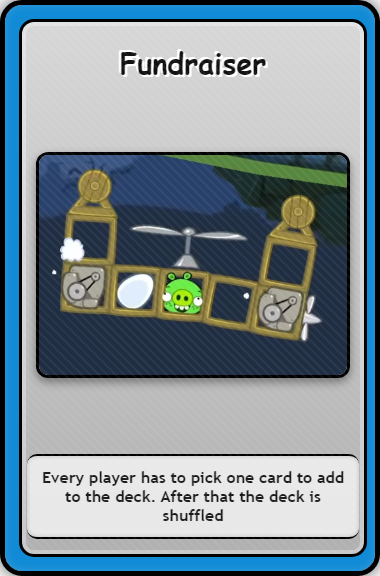 Fundraiser
Every player has to pick one card to add
to the deck. After that the deck is
shuffled